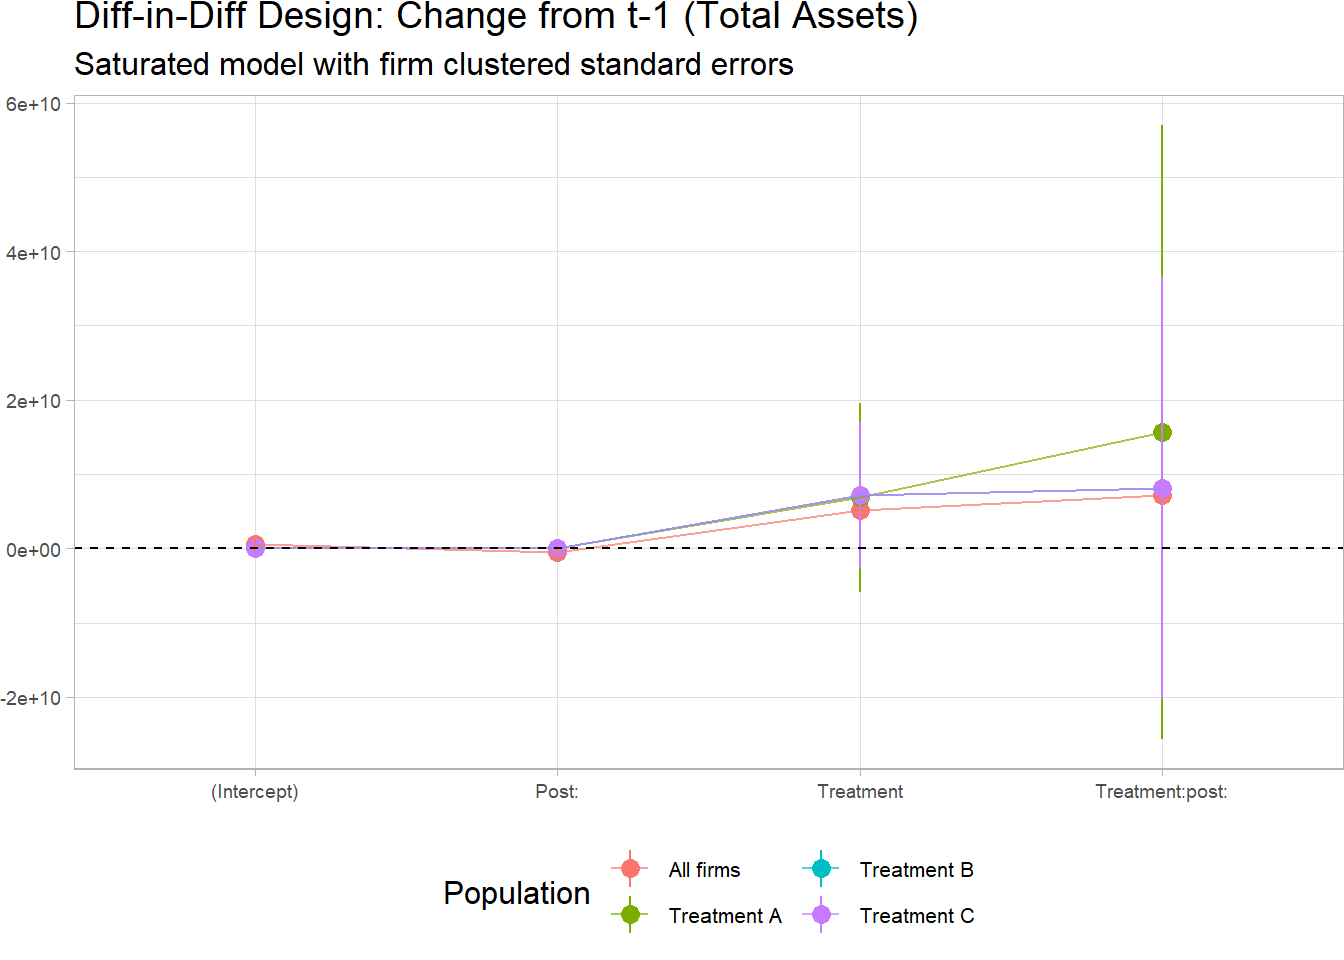 Diff-in-Diff Design: Change from t-1 (Total Assets)
Saturated model with firm clustered standard errors
6e+10
4e+10
2e+10
0e+00
-2e+10
(Intercept)
Post:
Treatment
Treatment:post:
Population
All firms
Treatment B
Treatment A
Treatment C